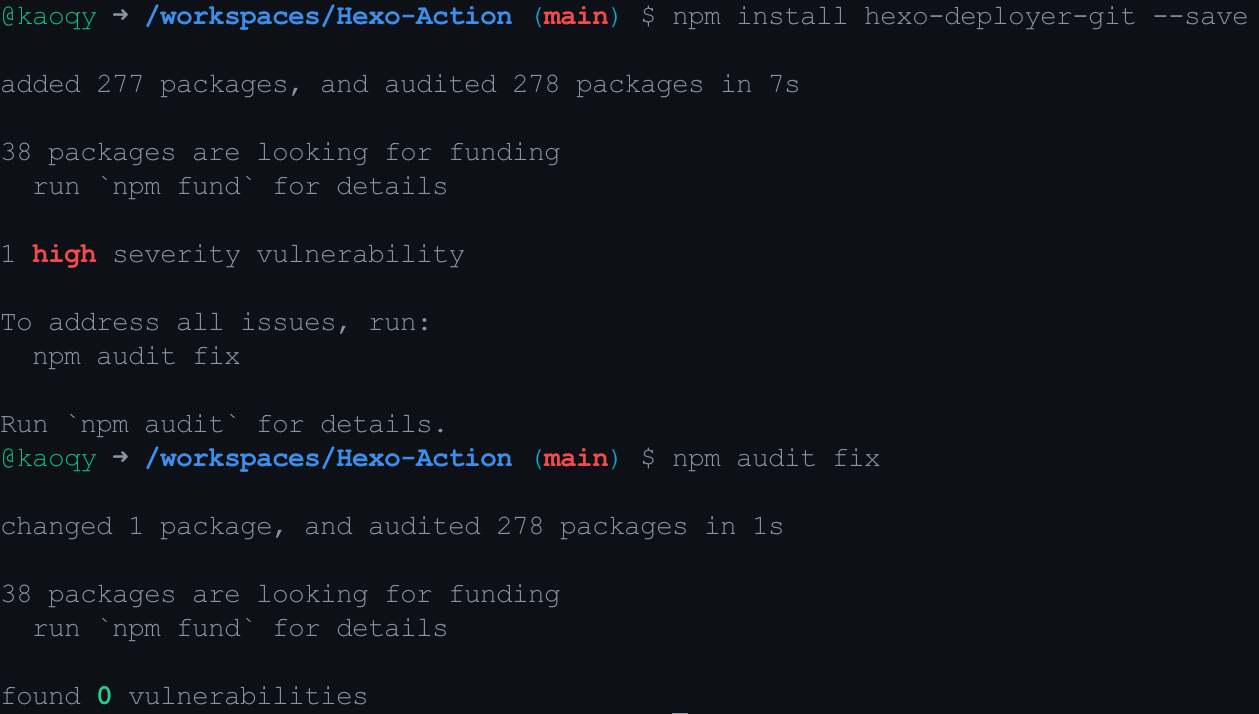 @kaoqy ➜ /workspaces/Hexo-Action (main) $ npm install hexo-deployer-git --save
added 277 packages, and audited 278 packages in 7s
38 packages are looking for funding
  run `npm fund` for details
1 high severity vulnerability
To address all issues, run:
  npm audit fix
Run `npm audit` for details.
@kaoqy ➜ /workspaces/Hexo-Action (main) $ npm audit fix
changed 1 package, and audited 278 packages in 1s
38 packages are looking for funding
  run `npm fund` for details
found 0 vulnerabilities